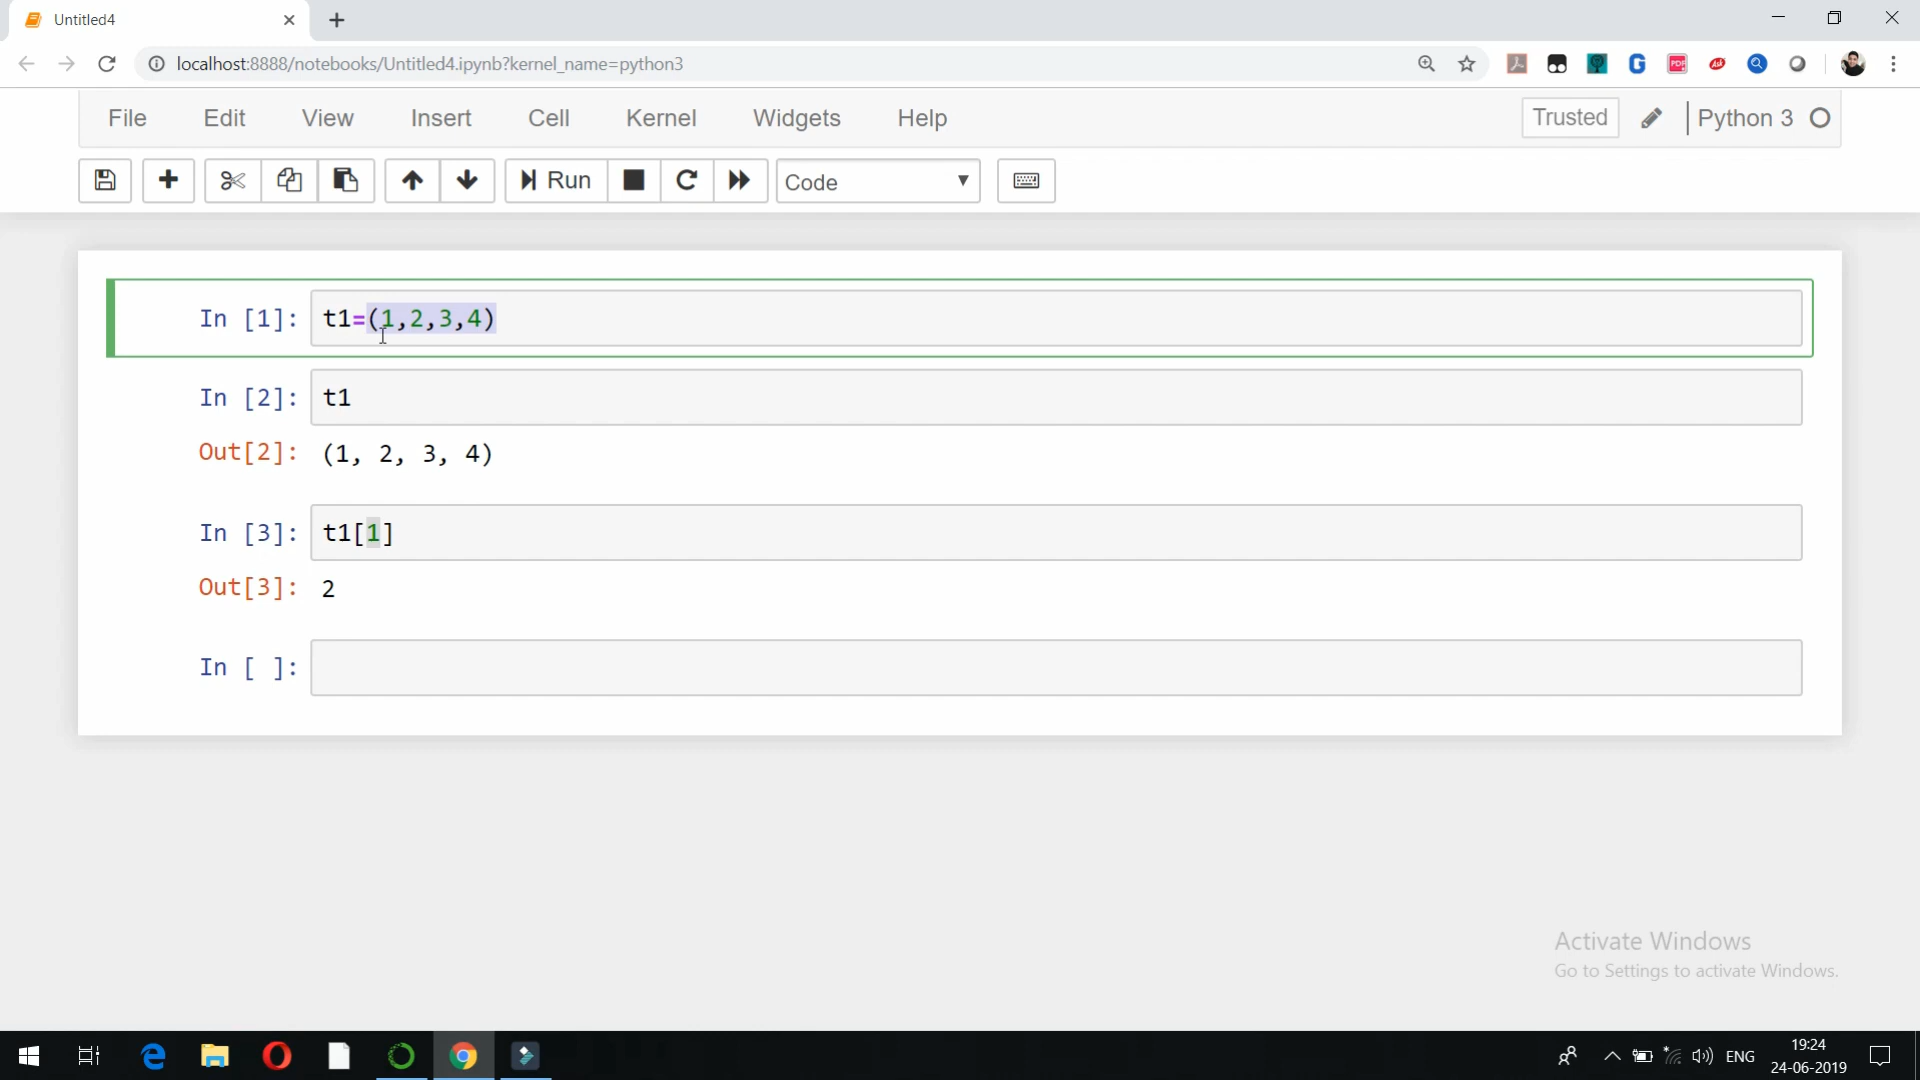 Untitled4
localhost:8888/notebooks/Untitled4.ipynb?kernel_name=python3
File Edit View Insert Cell Kernel Widgets Help Trusted Python 3
Run Code
In [1]: t1=(1,2,3,4)
In [2]: t1
Out[2]: (1, 2, 3, 4)
In [3]: t1[1]
Out[3]: 2
In [ ]:
Activate Windows
Go to Settings to activate Windows.
ENG
19:24
24-06-2019